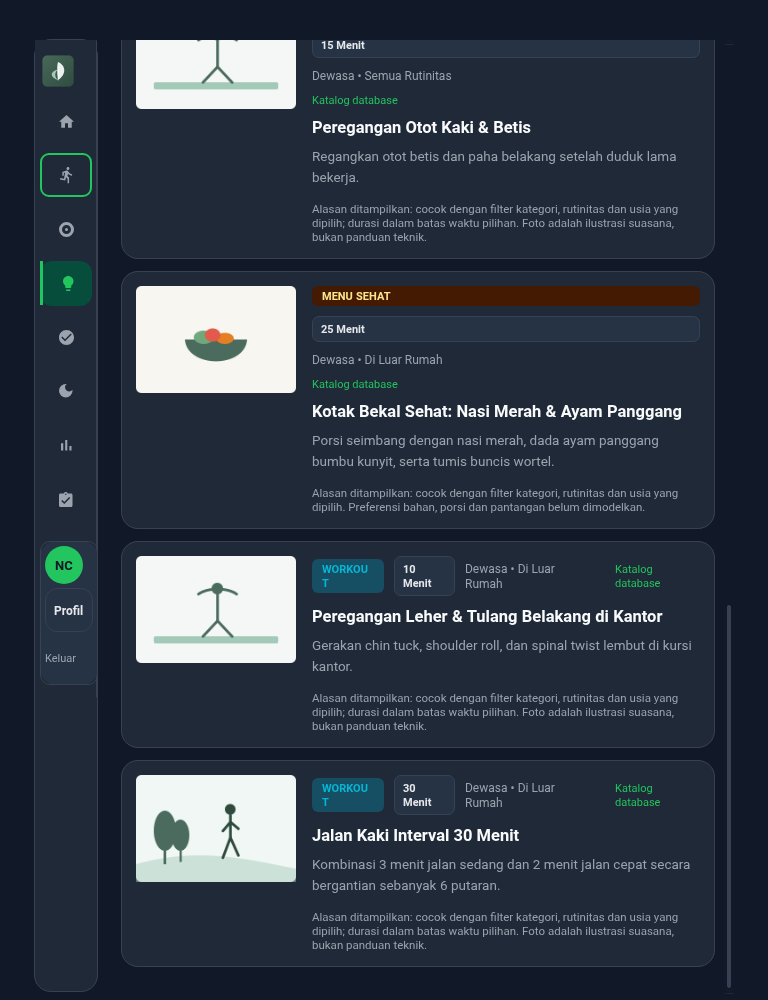 15 Menit
Dewasa • Semua Rutinitas
Katalog database
Peregangan Otot Kaki & Betis
Regangkan otot betis dan paha belakang setelah duduk lama
bekerja.
Alasan ditampilkan: cocok dengan filter kategori, rutinitas dan usia yang
dipilih; durasi dalam batas waktu pilihan. Foto adalah ilustrasi suasana,
bukan panduan teknik.
MENU SEHAT
25 Menit
Dewasa • Di Luar Rumah
Katalog database
Kotak Bekal Sehat: Nasi Merah & Ayam Panggang
Porsi seimbang dengan nasi merah, dada ayam panggang
bumbu kunyit, serta tumis buncis wortel.
Alasan ditampilkan: cocok dengan filter kategori, rutinitas dan usia yang
dipilih. Preferensi bahan, porsi dan pantangan belum dimodelkan.
WORKOU
T
10
Menit
Dewasa • Di Luar
Rumah
Katalog
database
Peregangan Leher & Tulang Belakang di Kantor
Gerakan chin tuck, shoulder roll, dan spinal twist lembut di kursi
kantor.
Alasan ditampilkan: cocok dengan filter kategori, rutinitas dan usia yang
dipilih; durasi dalam batas waktu pilihan. Foto adalah ilustrasi suasana,
bukan panduan teknik.
WORKOU
T
30
Menit
Dewasa • Di Luar
Rumah
Katalog
database
Jalan Kaki Interval 30 Menit
Kombinasi 3 menit jalan sedang dan 2 menit jalan cepat secara
bergantian sebanyak 6 putaran.
Alasan ditampilkan: cocok dengan filter kategori, rutinitas dan usia yang
dipilih; durasi dalam batas waktu pilihan. Foto adalah ilustrasi suasana,
bukan panduan teknik.
NC
Profil
Keluar